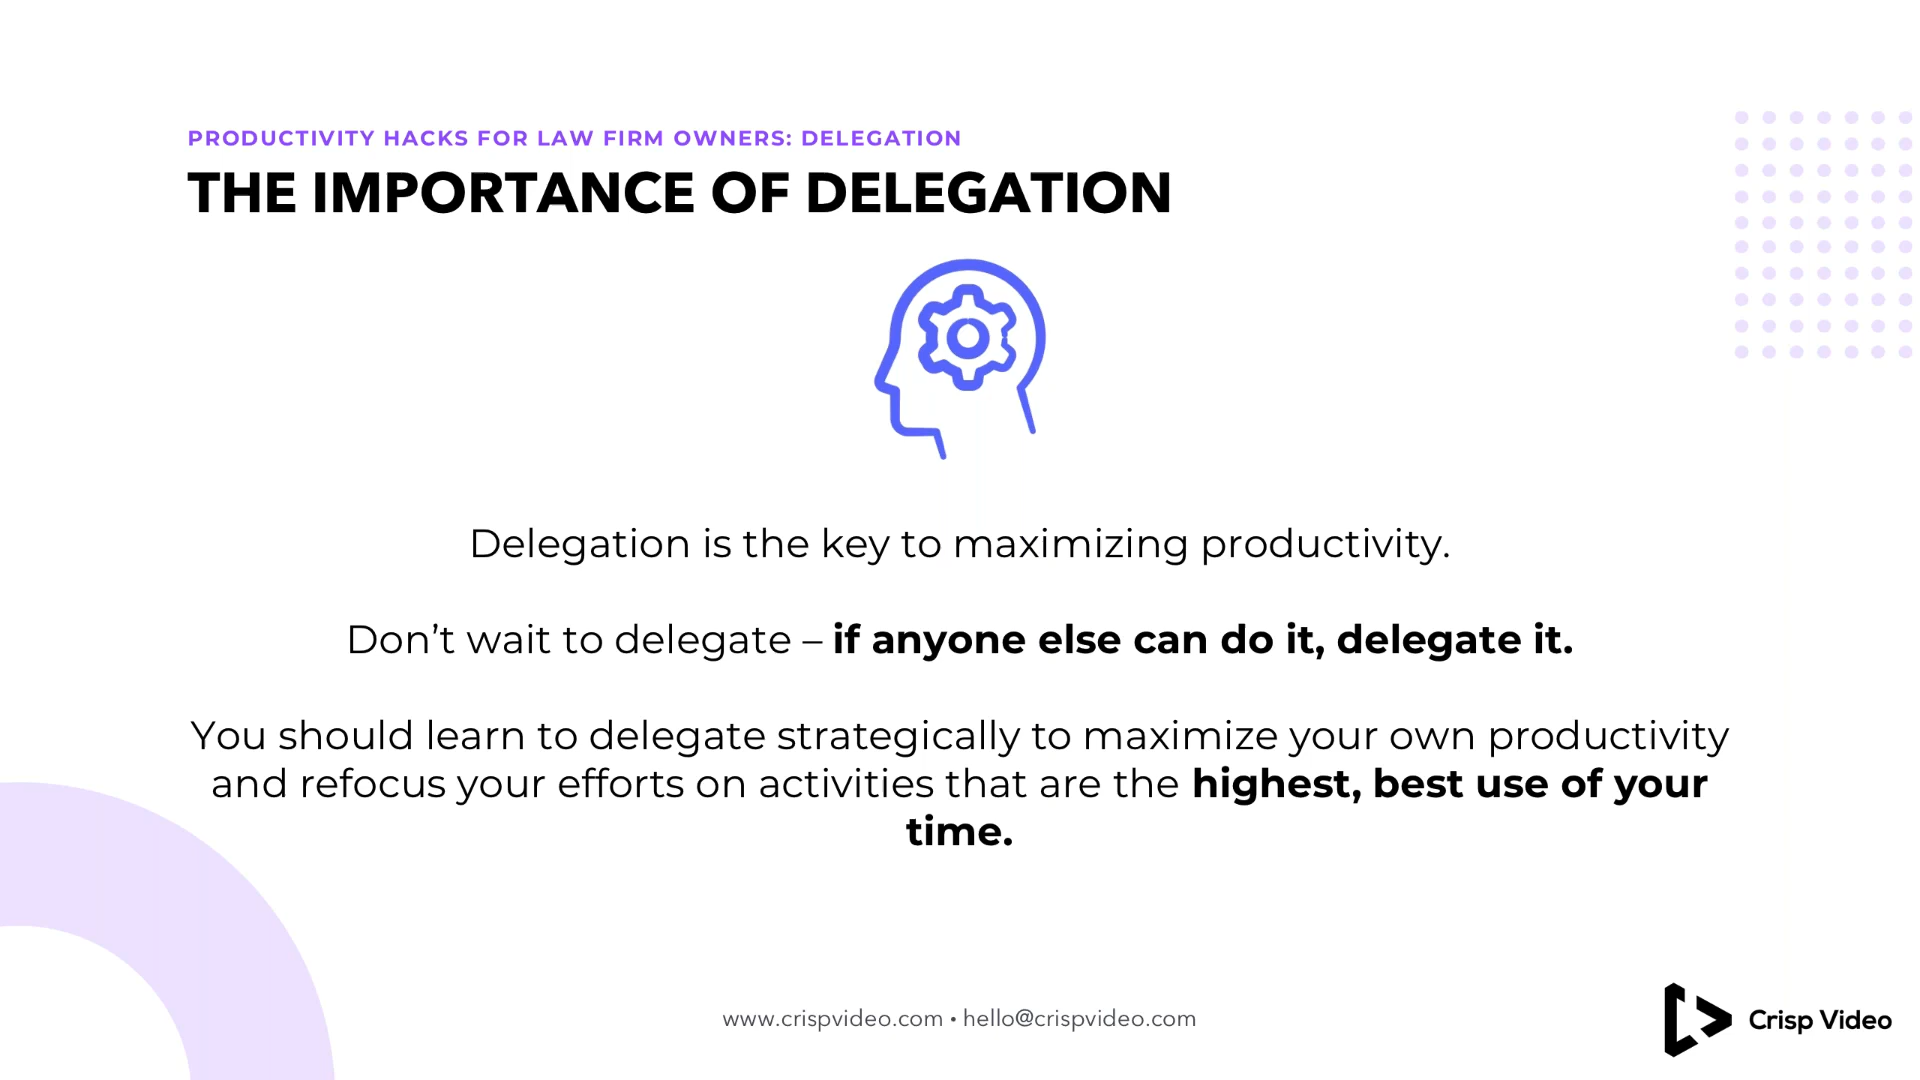 PRODUCTIVITY HACKS FOR LAW FIRM OWNERS: DELEGATION
THE IMPORTANCE OF DELEGATION
Delegation is the key to maximizing productivity.
Don’t wait to delegate – if anyone else can do it, delegate it.
You should learn to delegate strategically to maximize your own productivity
and refocus your efforts on activities that are the highest, best use of your
time.
www.crispvideo.com • hello@crispvideo.com
Crisp Video